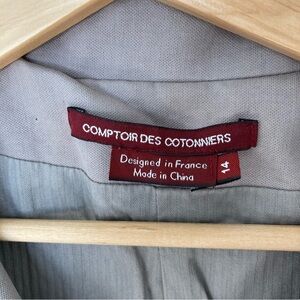 COMPTOIR DES COTONNIERS
Designed in France
Made in China
14